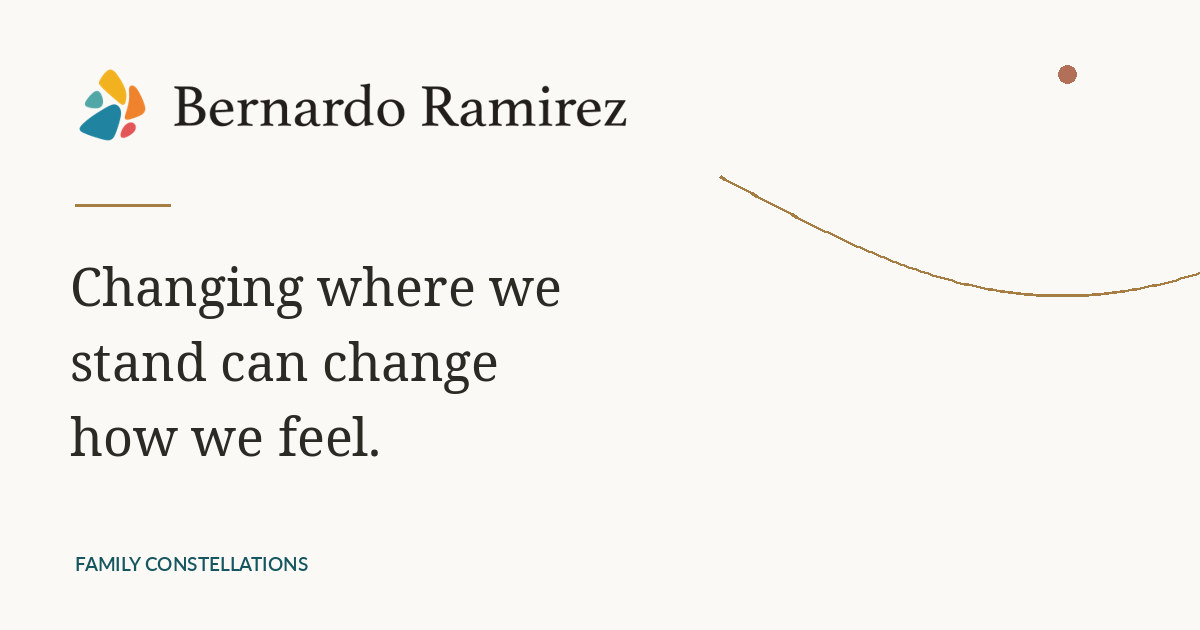 Bernardo Ramirez
Changing where we
stand can change
how we feel.
FAMILY CONSTELLATIONS